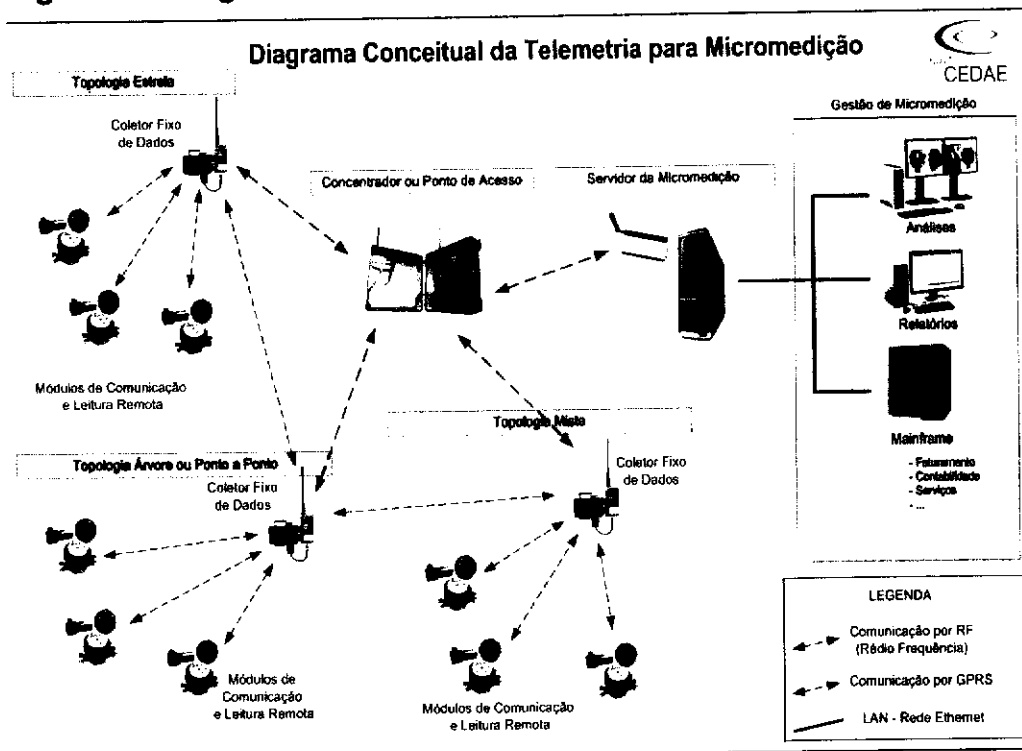 Diagrama Conceitual da Telemetria para Micromedição
CEDAE
Topologia Estrela
Coletor Fixo
de Dados
Módulos de Comunicação
e Leitura Remota
Concentrador ou Ponto de Acesso
Servidor da Micromedição
Gestão de Micromedição
Análises
Relatórios
Mainframe
- Faturamento
- Contabilidade
- Serviços
- ...
Topologia Árvore ou Ponto a Ponto
Coletor Fixo
de Dados
Módulos de
Comunicação
e Leitura Remota
Topologia Mista
Coletor Fixo
de Dados
Módulos de Comunicação
e Leitura Remota
LEGENDA
Comunicação por RF
(Rádio Frequência)
Comunicação por GPRS
LAN - Rede Ethernet